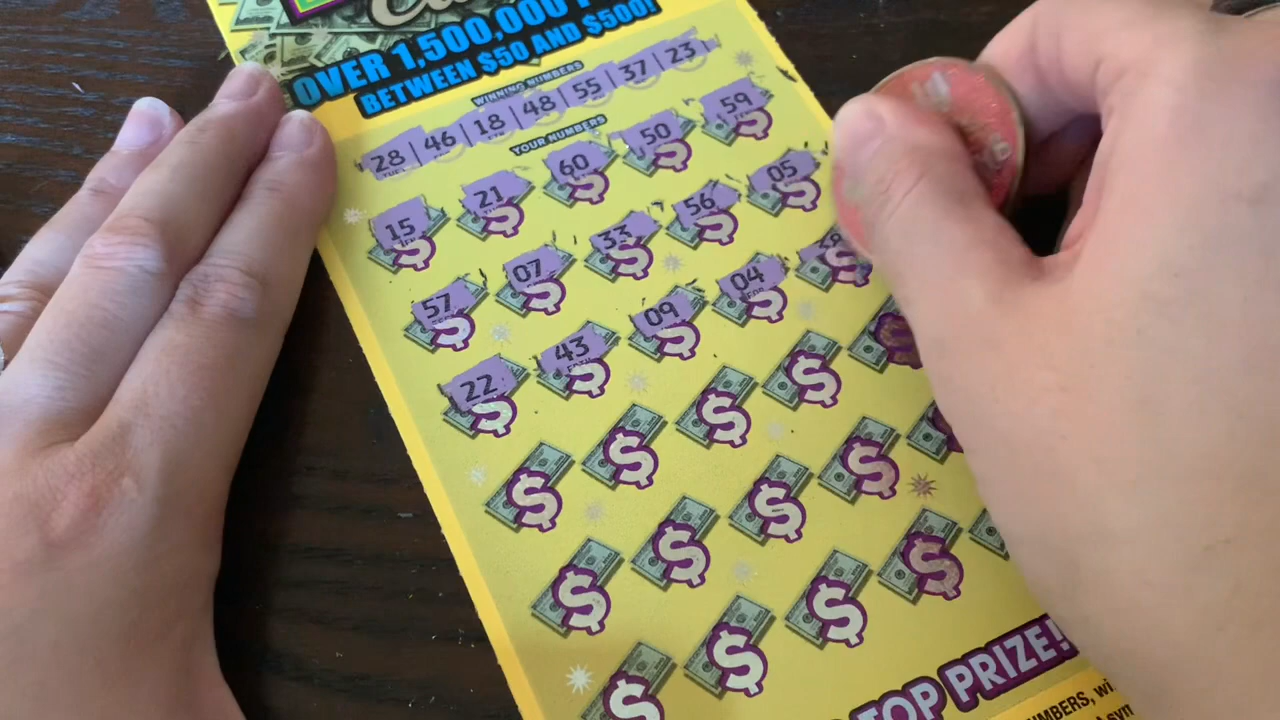 OVER 1,500,000
BETWEEN $50 AND $500!
WINNING NUMBERS
28 46 18 48 55 37 23
YOUR NUMBERS
15 21 60 50 59
57 07 33 56 05
22 43 09 04
TOP PRIZE!